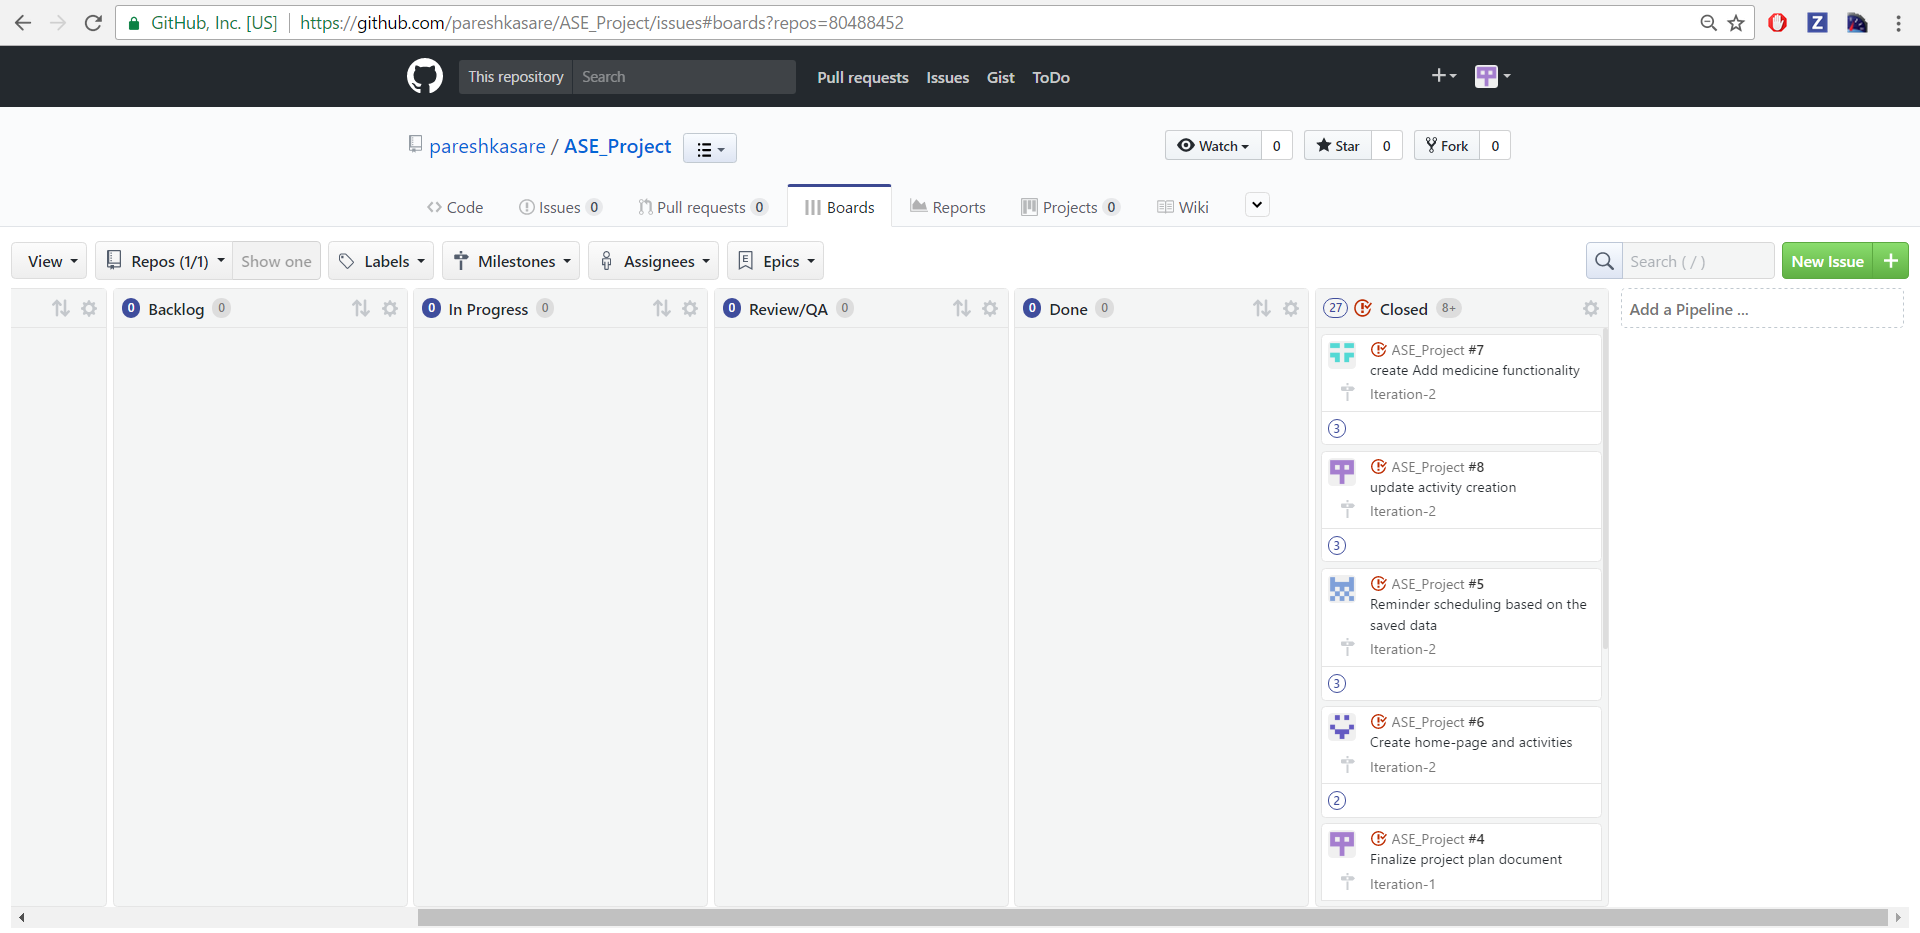 GitHub, Inc. [US] https://github.com/pareshkasare/ASE_Project/issues#boards?repos=80488452
Z
This repository Search Pull requests Issues Gist ToDo
pareshkasare / ASE_Project
Watch 0 Star 0 Fork 0
Code Issues 0 Pull requests 0 Boards Reports Projects 0 Wiki
View Repos (1/1) Show one Labels Milestones Assignees E Epics Search ( / ) New Issue +
0 Backlog 0
0 In Progress 0
0 Review/QA 0
0 Done 0
27 Closed 8+
Add a Pipeline ...
ASE_Project #7
create Add medicine functionality
Iteration-2
3
ASE_Project #8
update activity creation
Iteration-2
3
ASE_Project #5
Reminder scheduling based on the
saved data
Iteration-2
3
ASE_Project #6
Create home-page and activities
Iteration-2
2
ASE_Project #4
Finalize project plan document
Iteration-1